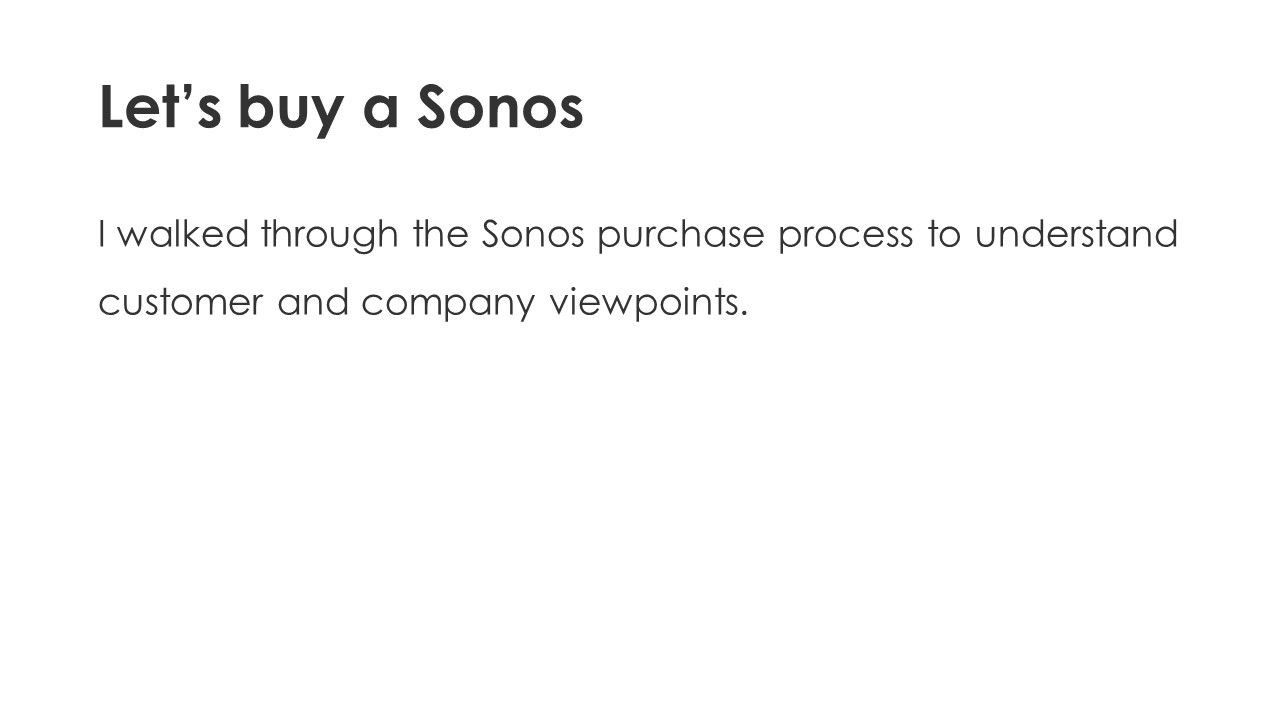 Let’s buy a Sonos
I walked through the Sonos purchase process to understand
customer and company viewpoints.